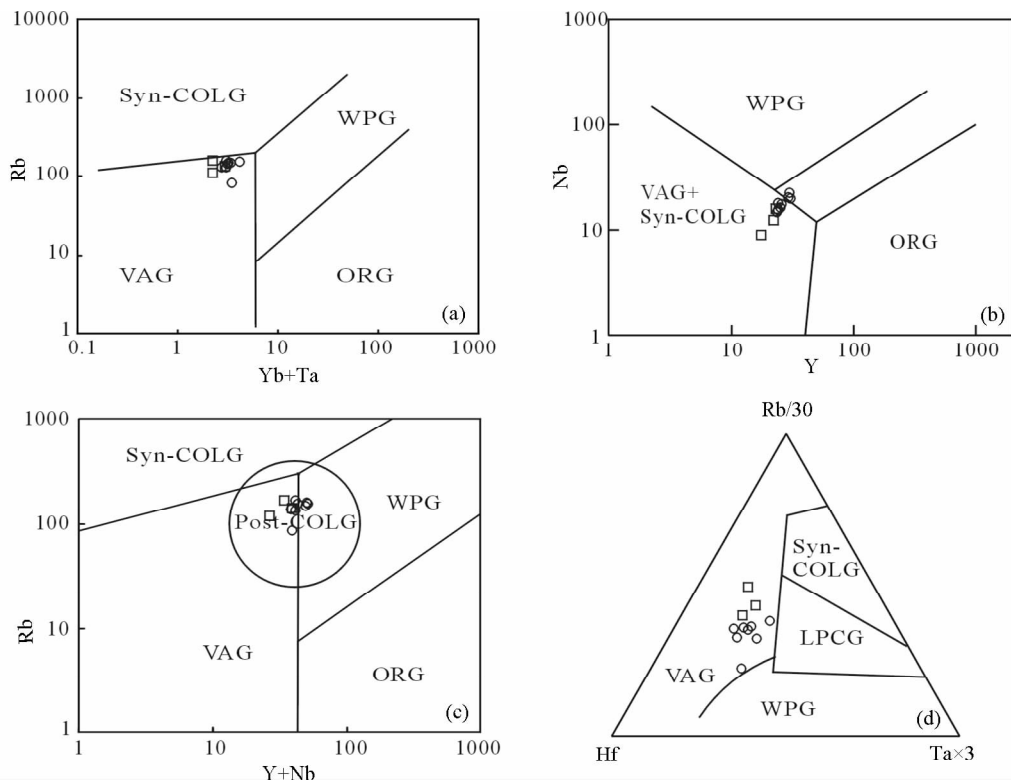 10000
1000
100
1
Rb
Syn-COLG
WPG
VAG
ORG
(a)
0.1
1
10
100
1000
Yb+Ta
1000
100
10
1
Nb
WPG
VAG+
Syn-COLG
ORG
(b)
1
10
100
1000
Y
1000
100
10
1
Rb
Syn-COLG
Post-COLG
WPG
VAG
ORG
(c)
1
10
100
1000
Y+Nb
Rb/30
Syn-
COLG
LPCG
VAG
WPG
(d)
Hf
Ta×3